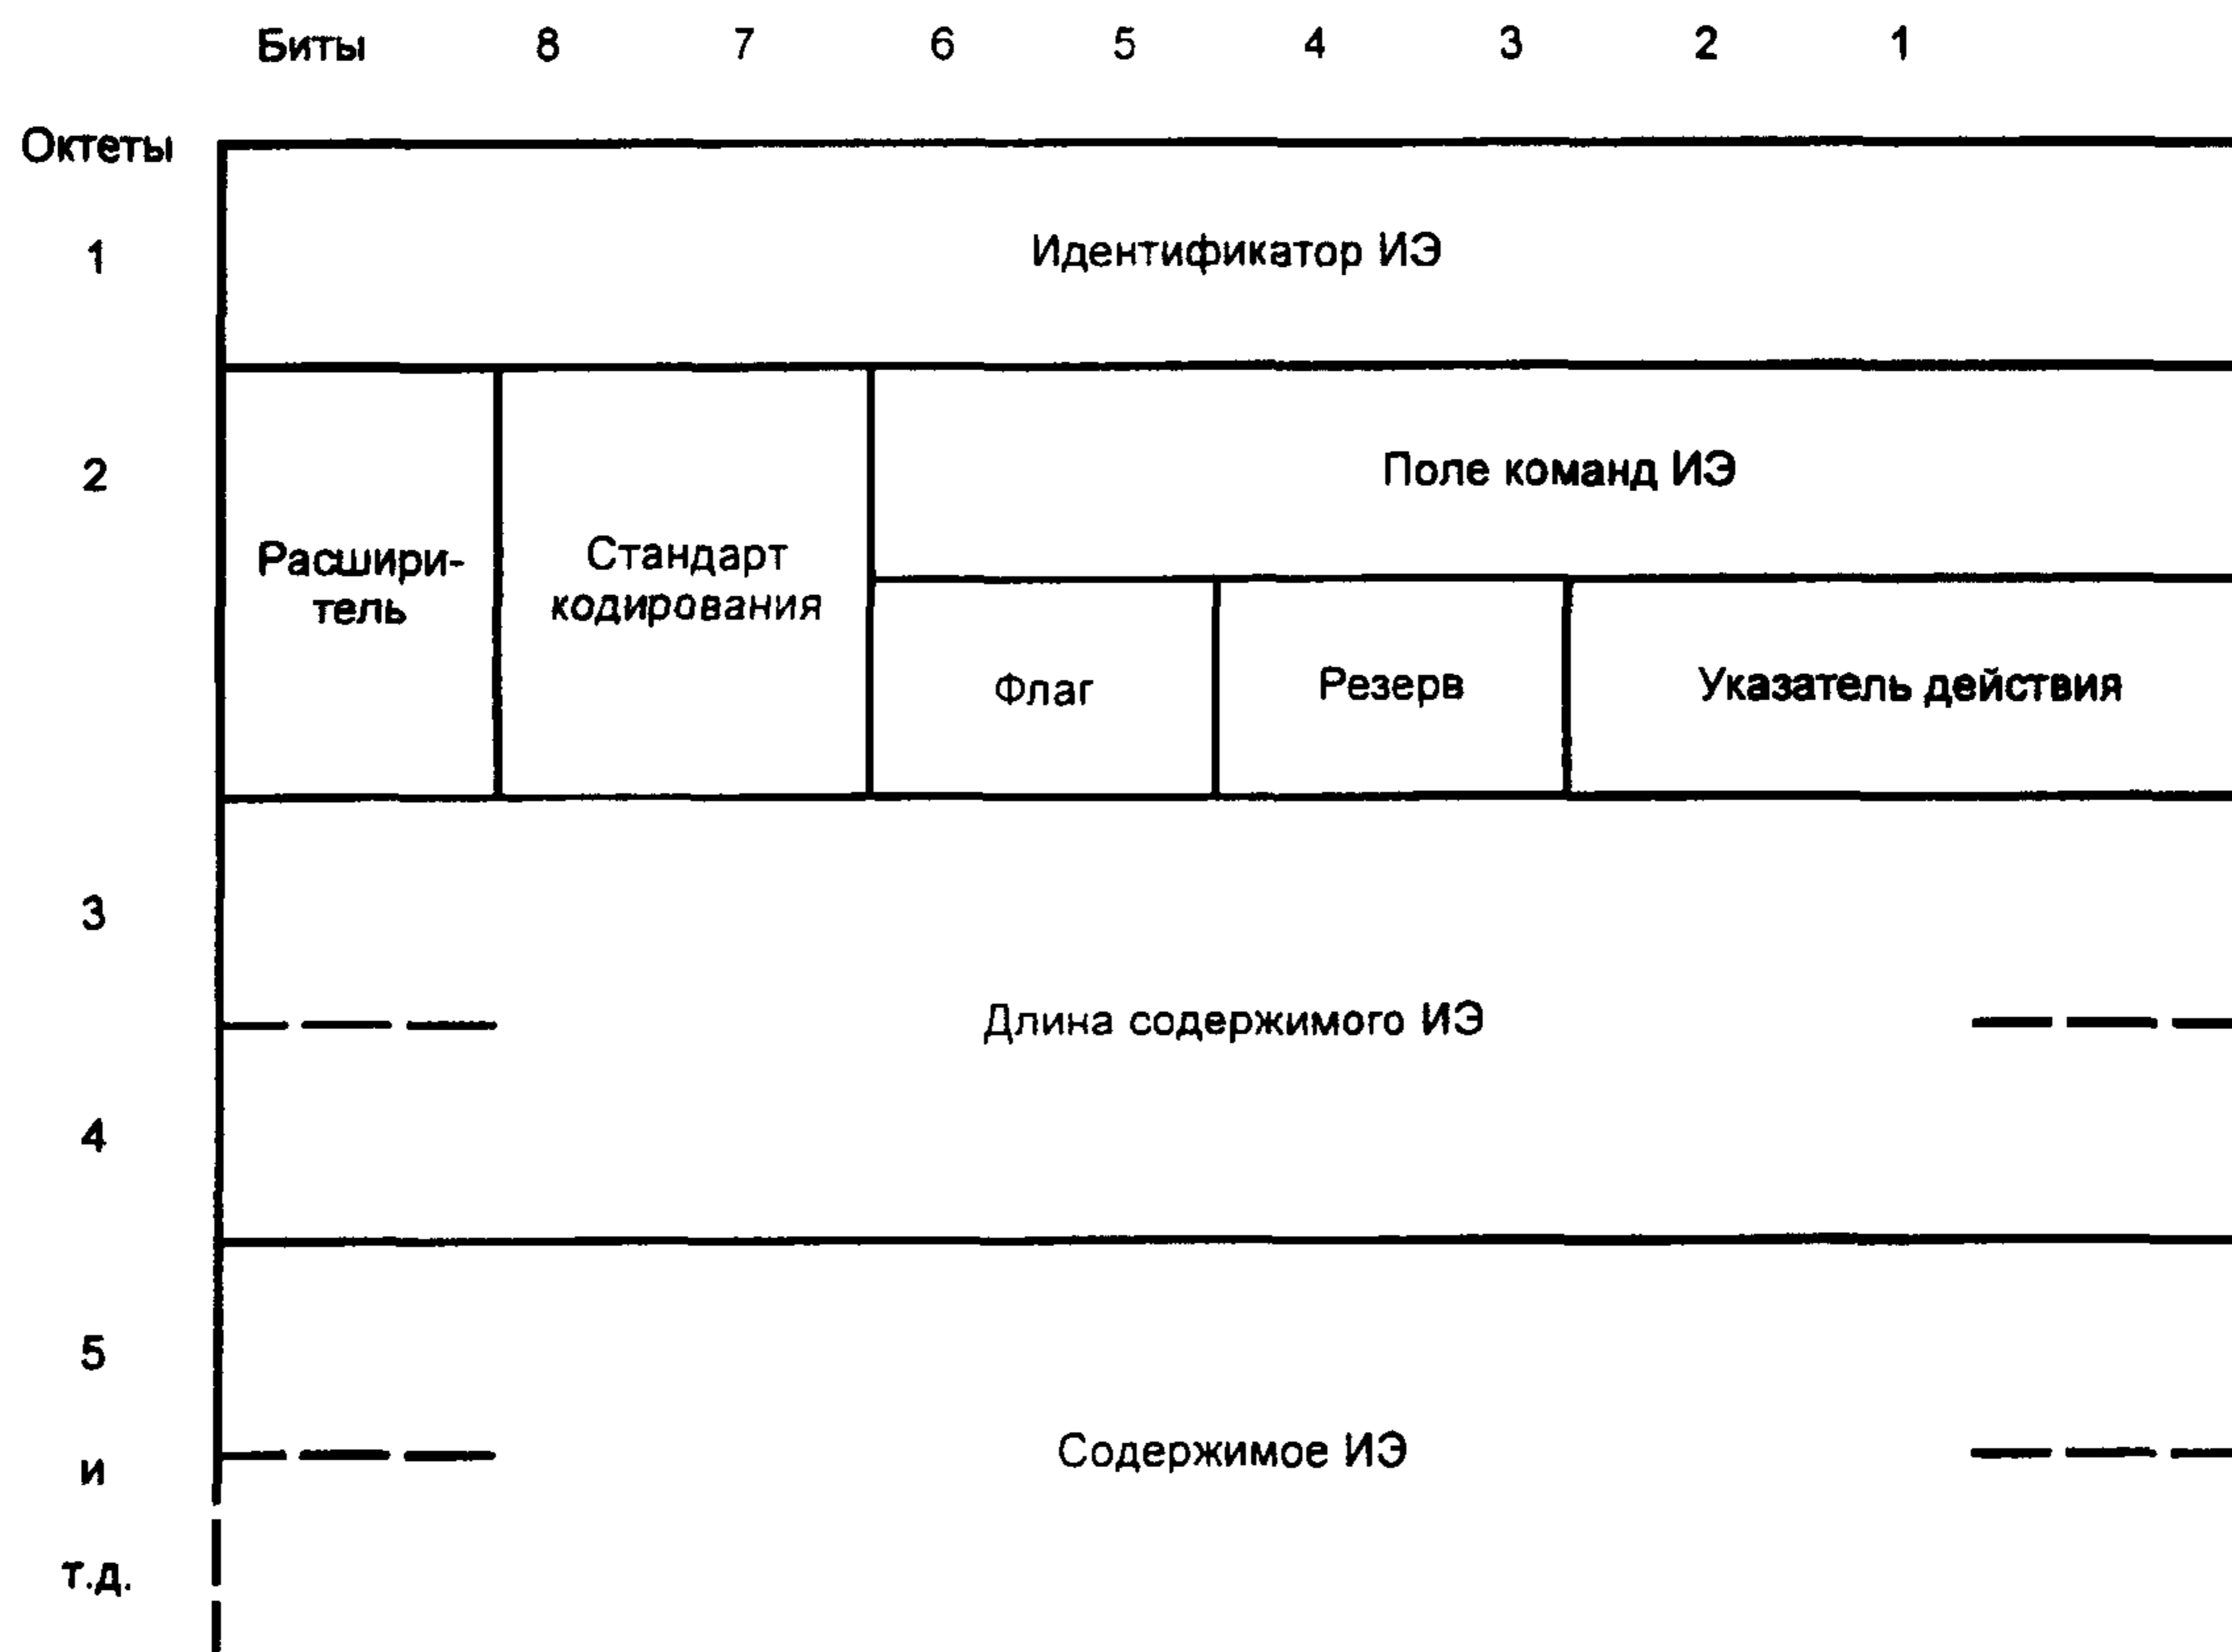 Биты 8 7 6 5 4 3 2 1
Октеты
1 Идентификатор ИЭ
2 Поле команд ИЭ
Расшири-
тель
Стандарт
кодирования
Флаг Резерв Указатель действия
3
Длина содержимого ИЭ
4
5
и Содержимое ИЭ
т.д.